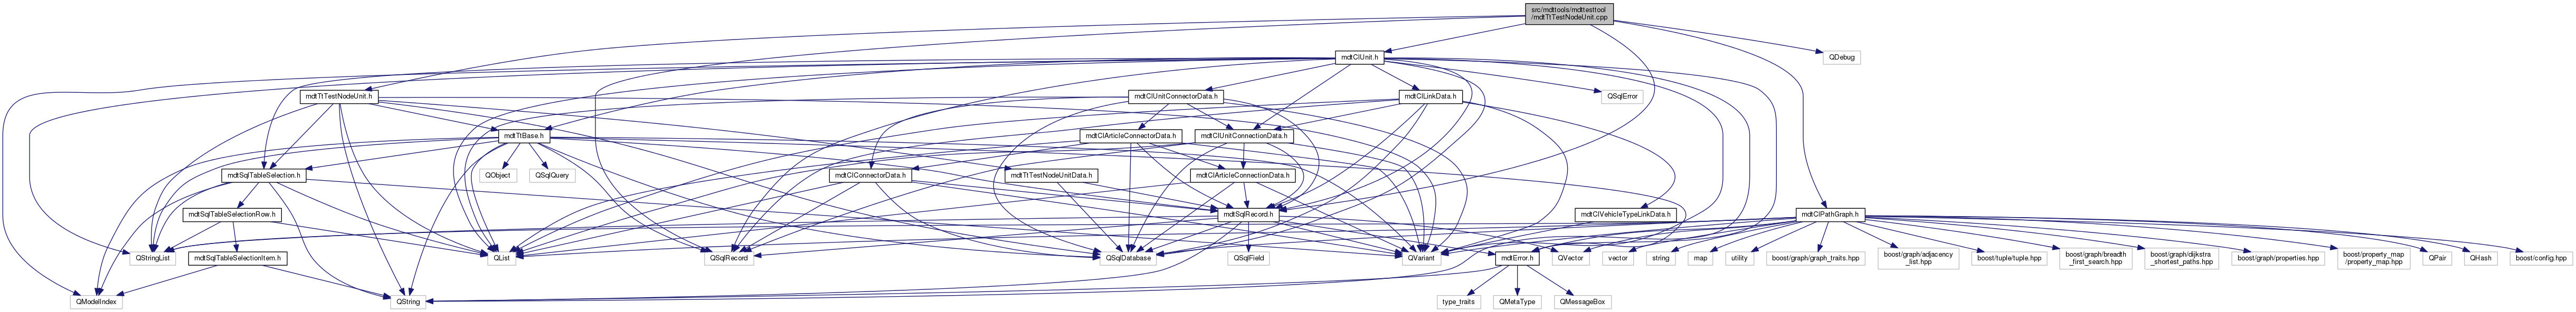 src/mdttools/mdttesttool
/mdtTtTestNodeUnit.cpp
mdtClUnit.h
QDebug
mdtTtTestNodeUnit.h
mdtClUnitConnectorData.h
mdtClLinkData.h
QSqlError
mdtTtBase.h
mdtClArticleConnectorData.h
mdtClUnitConnectionData.h
mdtSqlTableSelection.h
QObject
QSqlQuery
mdtClConnectorData.h
mdtTtTestNodeUnitData.h
mdtClArticleConnectionData.h
mdtSqlTableSelectionRow.h
mdtSqlRecord.h
mdtClVehicleTypeLinkData.h
mdtClPathGraph.h
QStringList
mdtSqlTableSelectionItem.h
QList
QSqlRecord
QSqlDatabase
QSqlField
QVariant
mdtError.h
QVector
vector
string
map
utility
boost/graph/graph_traits.hpp
boost/graph/adjacency
_list.hpp
boost/tuple/tuple.hpp
boost/graph/breadth
_first_search.hpp
boost/graph/dijkstra
_shortest_paths.hpp
boost/graph/properties.hpp
boost/property_map
/property_map.hpp
QPair
QHash
boost/config.hpp
QModelIndex
QString
type_traits
QMetaType
QMessageBox